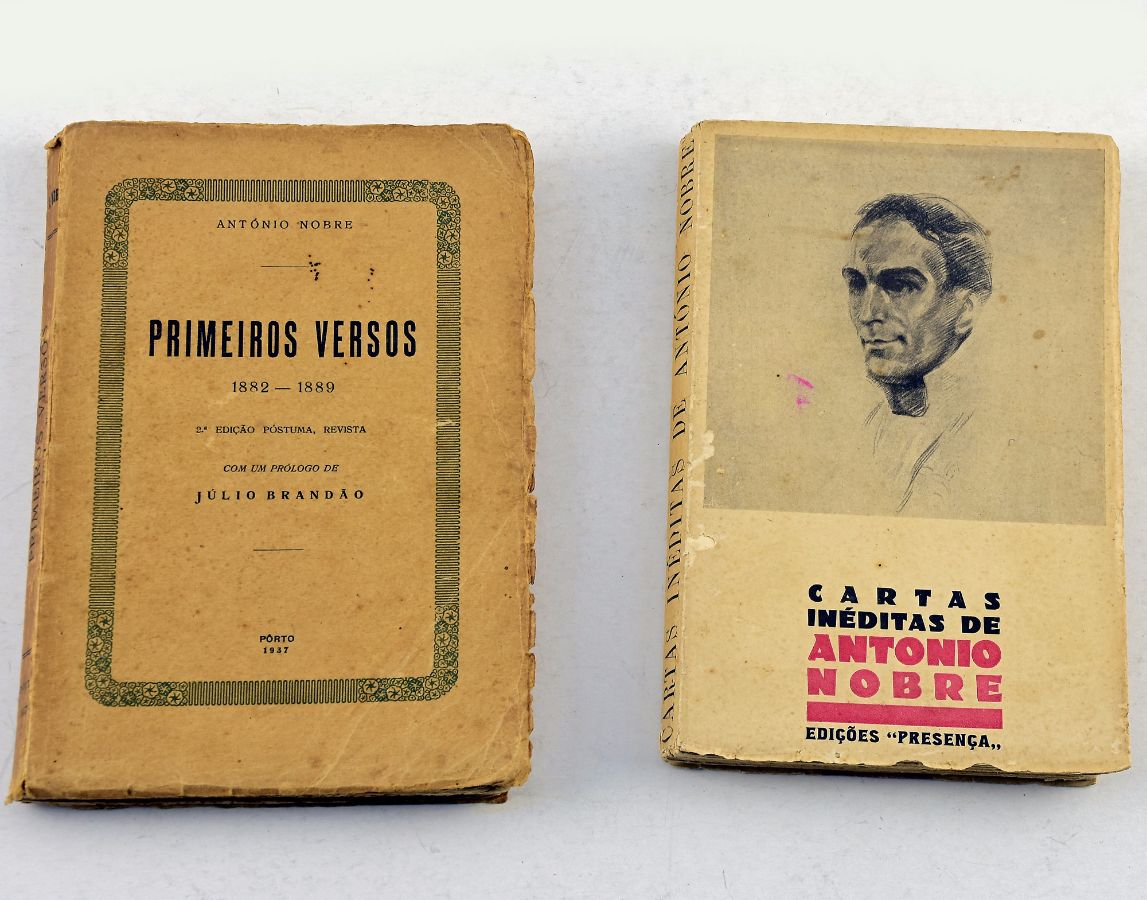 ANTÓNIO NOBRE
PRIMEIROS VERSOS
1882 — 1889
2.ª EDIÇÃO PÓSTUMA, REVISTA
COM UM PRÓLOGO DE
JÚLIO BRANDÃO
PÔRTO
1937
PRIMEIROS VERSOS
CARTAS INÉDITAS DE ANTÓNIO NOBRE
CARTAS
INÉDITAS DE
ANTONIO
NOBRE
EDIÇÕES “PRESENÇA„